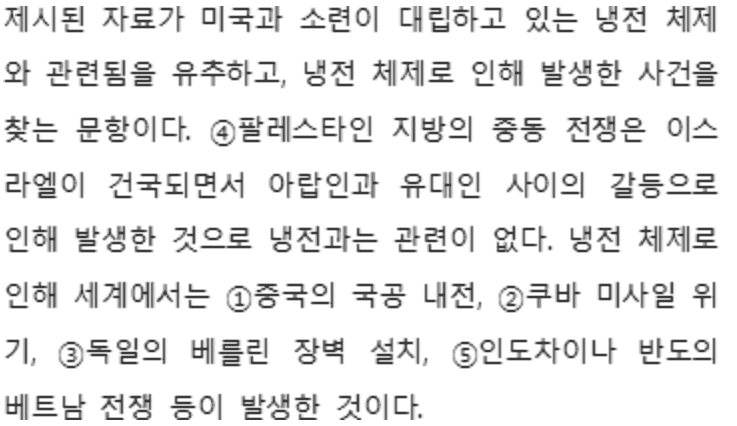 제시된 자료가 미국과 소련이 대립하고 있는 냉전 체제
와 관련됨을 유추하고, 냉전 체제로 인해 발생한 사건을
찾는 문항이다. ④팔레스타인 지방의 중동 전쟁은 이스
라엘이 건국되면서 아랍인과 유대인 사이의 갈등으로
인해 발생한 것으로 냉전과는 관련이 없다. 냉전 체제로
인해 세계에서는 ①중국의 국공 내전, ②쿠바 미사일 위
기, ③독일의 베를린 장벽 설치, ⑤인도차이나 반도의
베트남 전쟁 등이 발생한 것이다.